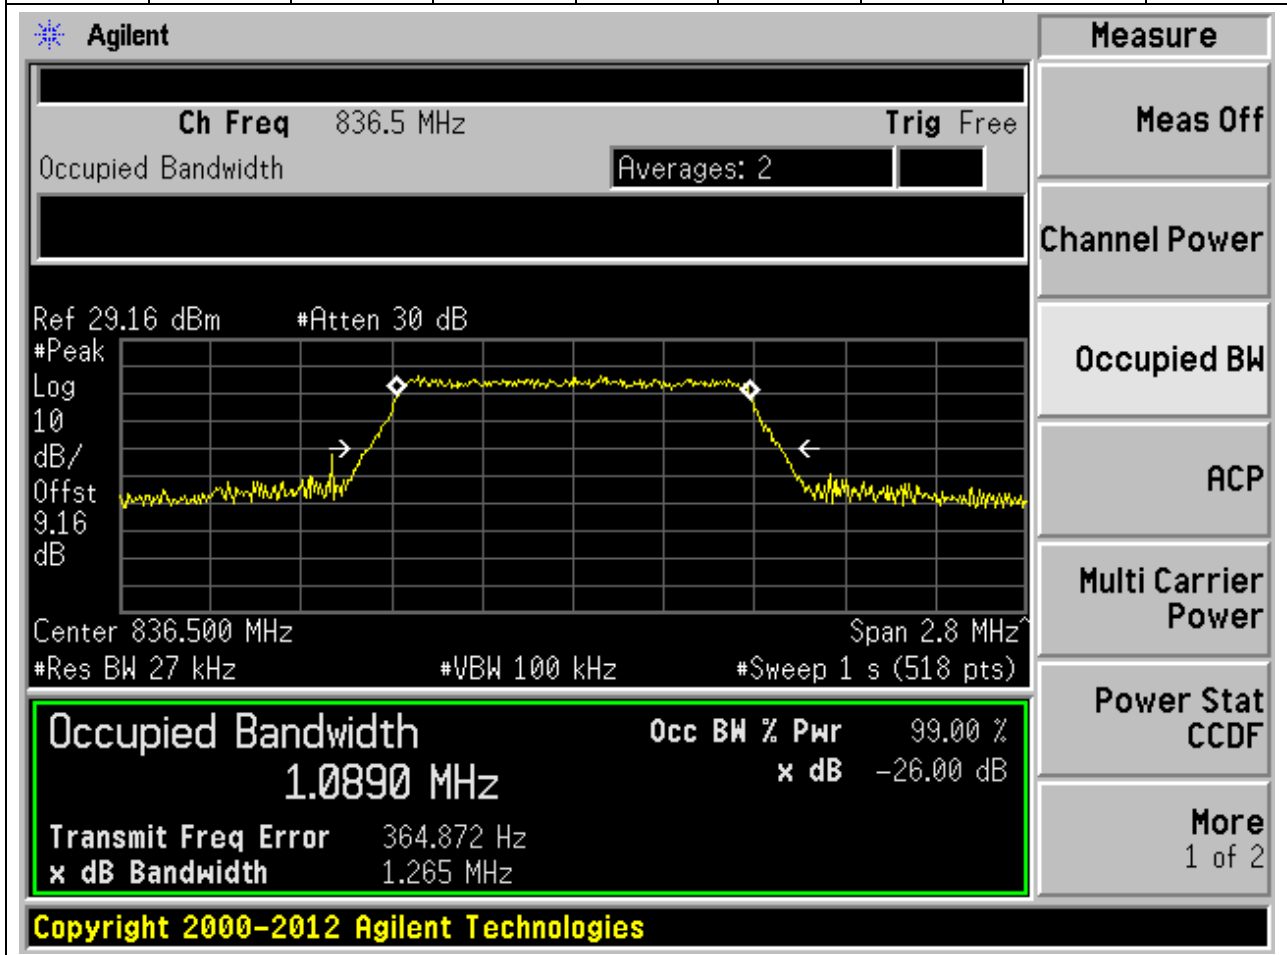 Agilent
Measure
Ch Freq 836.5 MHz Trig Free
Meas Off
Occupied Bandwidth Averages: 2
Channel Power
Ref 29.16 dBm #Atten 30 dB
#Peak
Log
10
dB/
Offst
9.16
dB
Occupied BW
ACP
Multi Carrier
Power
Center 836.500 MHz Span 2.8 MHz^
#Res BW 27 kHz #VBW 100 kHz #Sweep 1 s (518 pts)
Power Stat
CCDF
Occupied Bandwidth Occ BW % Pwr 99.00 %
1.0890 MHz x dB -26.00 dB
Transmit Freq Error 364.872 Hz
x dB Bandwidth 1.265 MHz
More
1 of 2
Copyright 2000-2012 Agilent Technologies